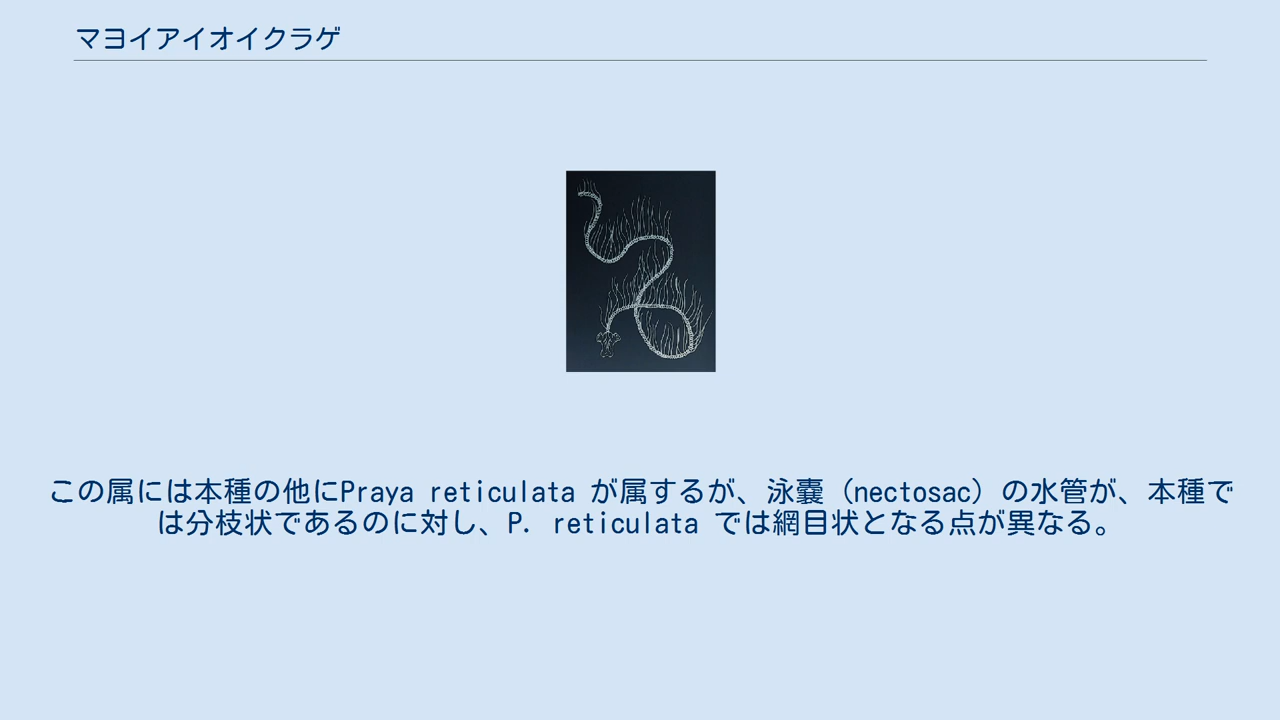 マヨイアイオイクラゲ
この属には本種の他にPraya reticulata が属するが、泳嚢（nectosac）の水管が、本種で
は分枝状であるのに対し、P. reticulata では網目状となる点が異なる。